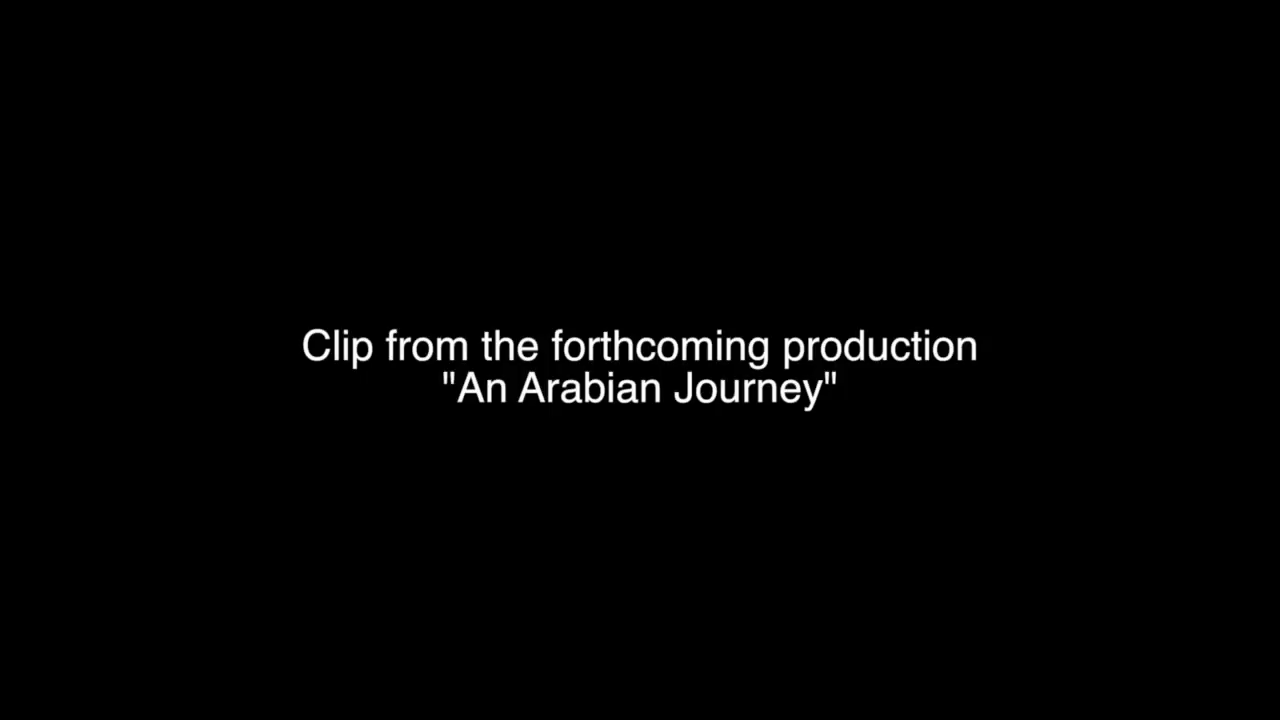 Clip from the forthcoming production
"An Arabian Journey"